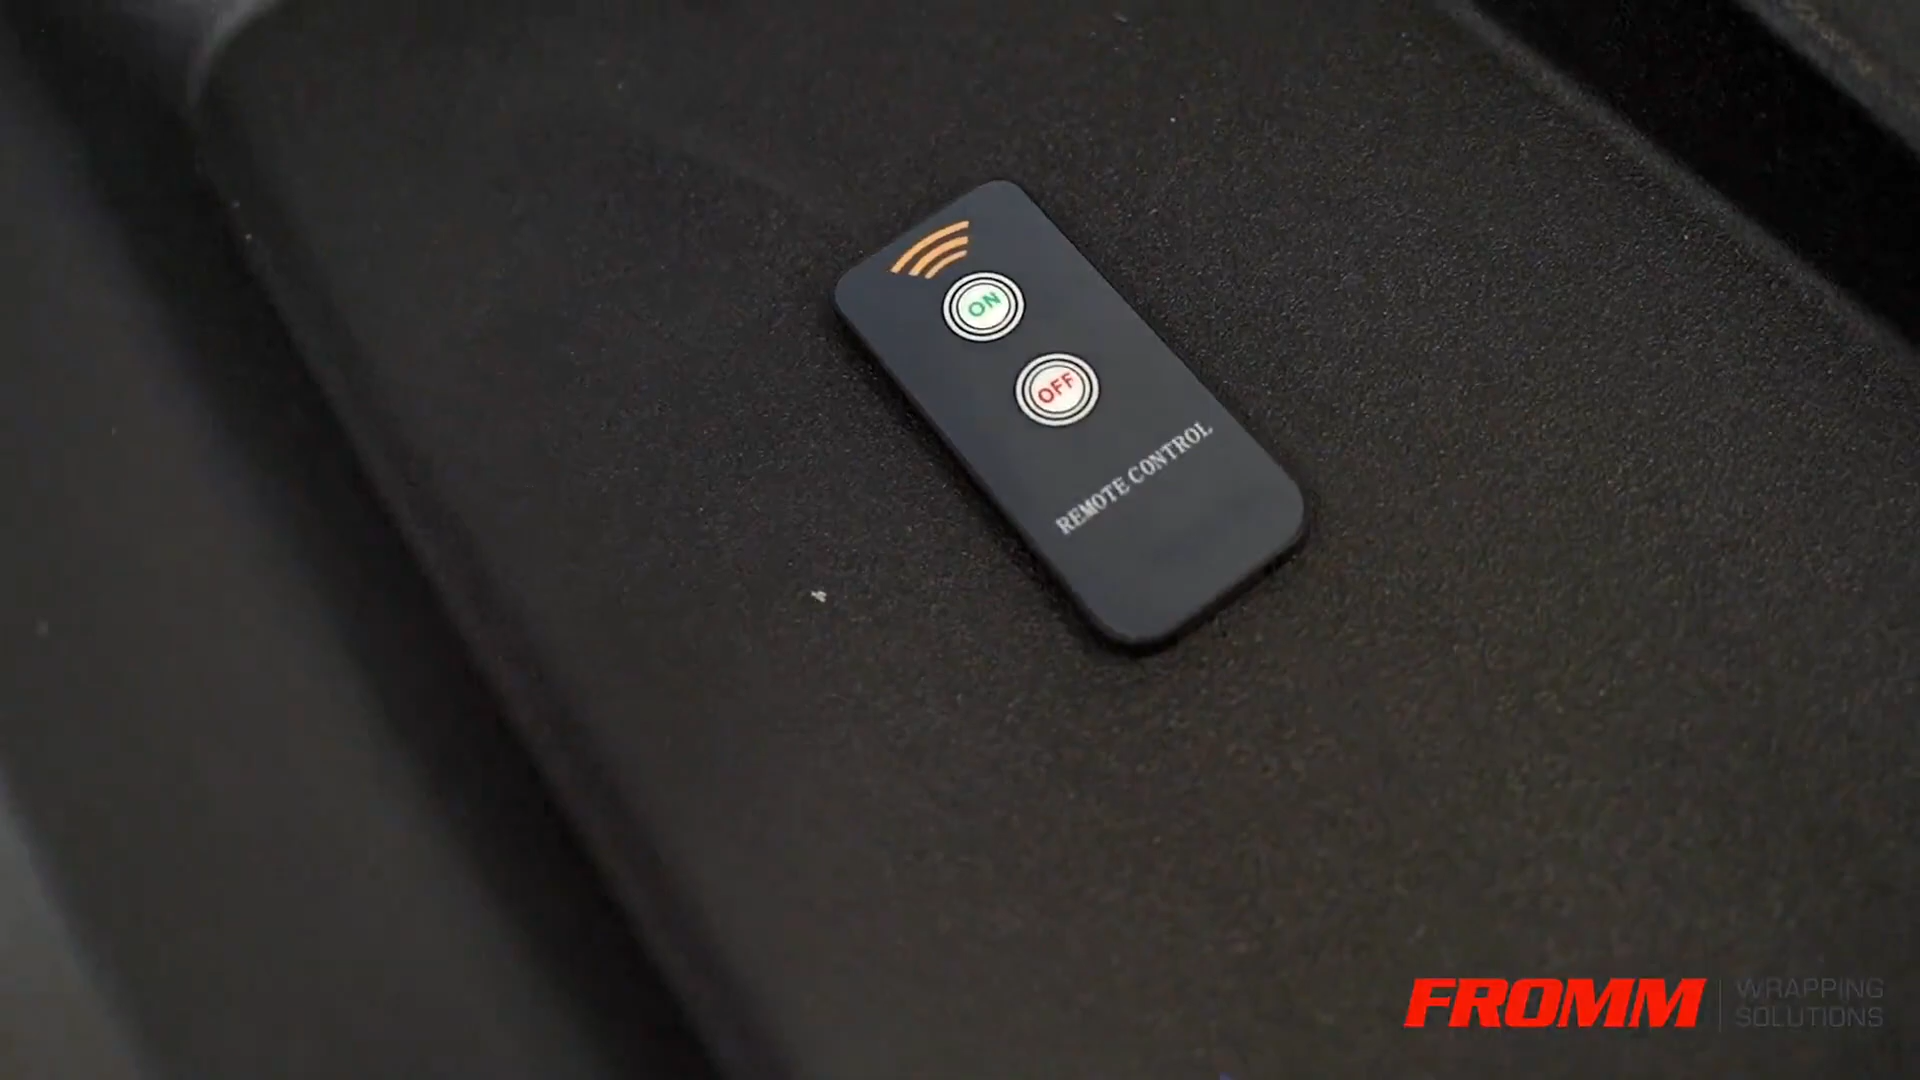 ON
OFF
REMOTE CONTROL
FROMM
WRAPPING
SOLUTIONS